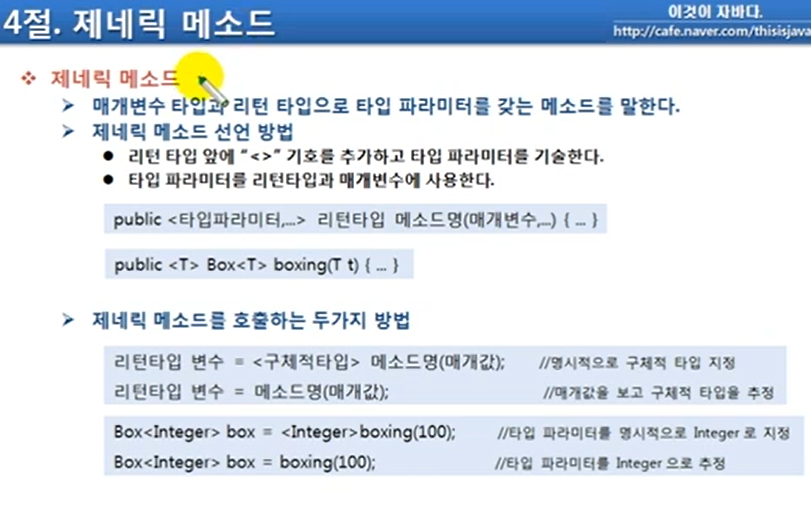 4절. 제네릭 메소드
이것이 자바다.
http://cafe.naver.com/thisisjava
제네릭 메소드
매개변수 타입과 리턴 타입으로 타입 파라미터를 갖는 메소드를 말한다.
제네릭 메소드 선언 방법
리턴 타입 앞에 "<>" 기호를 추가하고 타입 파라미터를 기술한다.
타입 파라미터를 리턴타입과 매개변수에 사용한다.
public <타입파라미터,...> 리턴타입 메소드명(매개변수,...) { ... }
public <T> Box<T> boxing(T t) { ... }
제네릭 메소드를 호출하는 두가지 방법
리턴타입 변수 = <구체적타입> 메소드명(매개값); //명시적으로 구체적 타입 지정
리턴타입 변수 = 메소드명(매개값); //매개값을 보고 구체적 타입을 추정
Box<Integer> box = <Integer>boxing(100); //타입 파라미터를 명시적으로 Integer 로 지정
Box<Integer> box = boxing(100); //타입 파라미터를 Integer 으로 추정